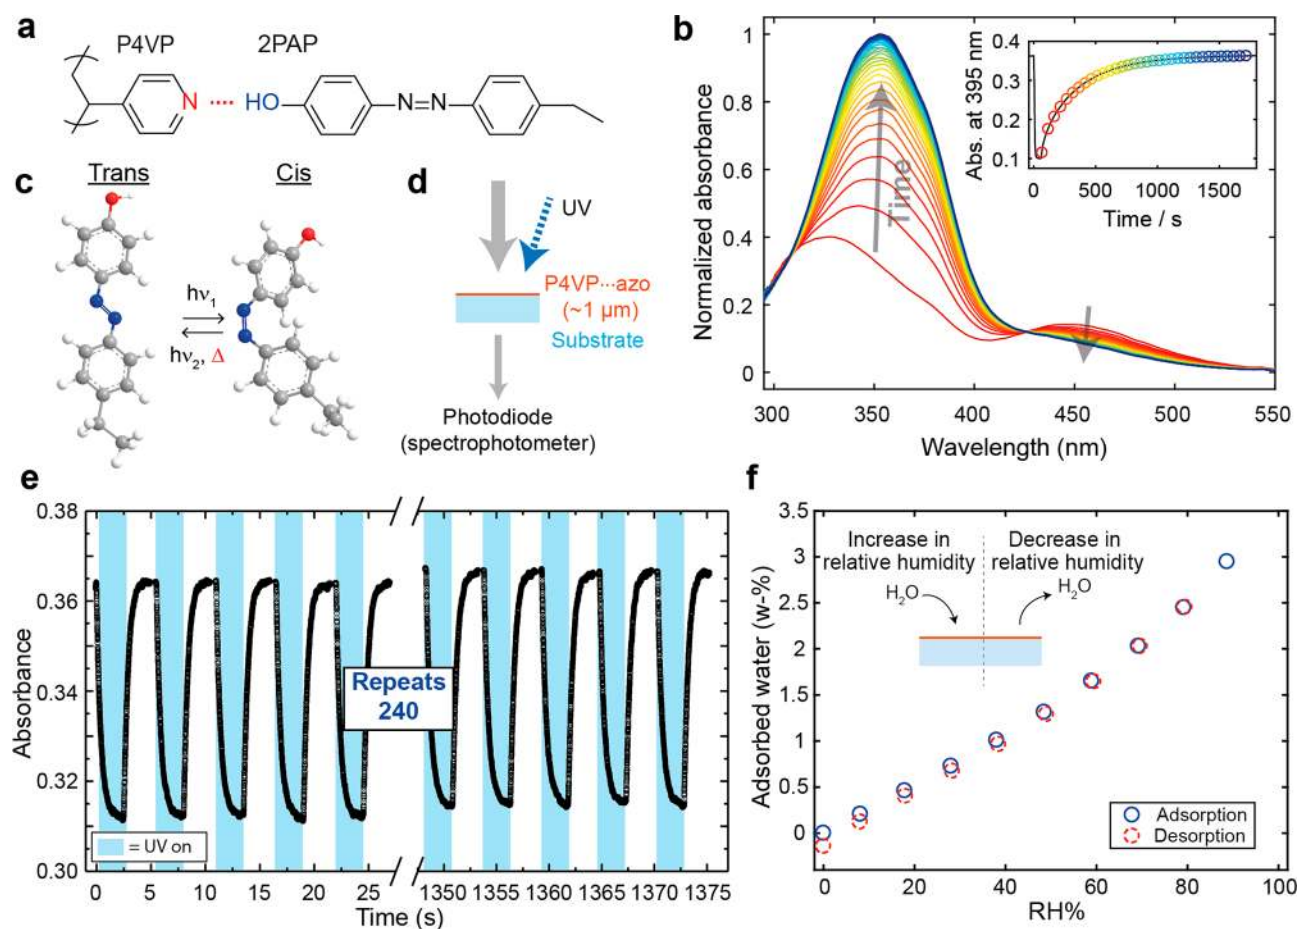 a
P4VP
2PAP
N
HO
N=N
c
Trans
Cis
hν1
hν2, Δ
d
UV
P4VP···azo
(~1 μm)
Substrate
Photodiode
(spectrophotometer)
b
Normalized absorbance
1
0.8
0.6
0.4
0.2
0
300
350
400
450
500
550
Wavelength (nm)
Time
Abs. at 395 nm
0.4
0.3
0.2
0.1
0
500
1000
1500
Time / s
e
Absorbance
0.38
0.36
0.34
0.32
0.30
Repeats
240
= UV on
0
5
10
15
20
25
1350
1355
1360
1365
1370
1375
Time (s)
f
Adsorbed water (w-%)
3.5
3
2.5
2
1.5
1
0.5
0
Increase in
relative humidity
Decrease in
relative humidity
H2O
H2O
Adsorption
Desorption
0
20
40
60
80
100
RH%